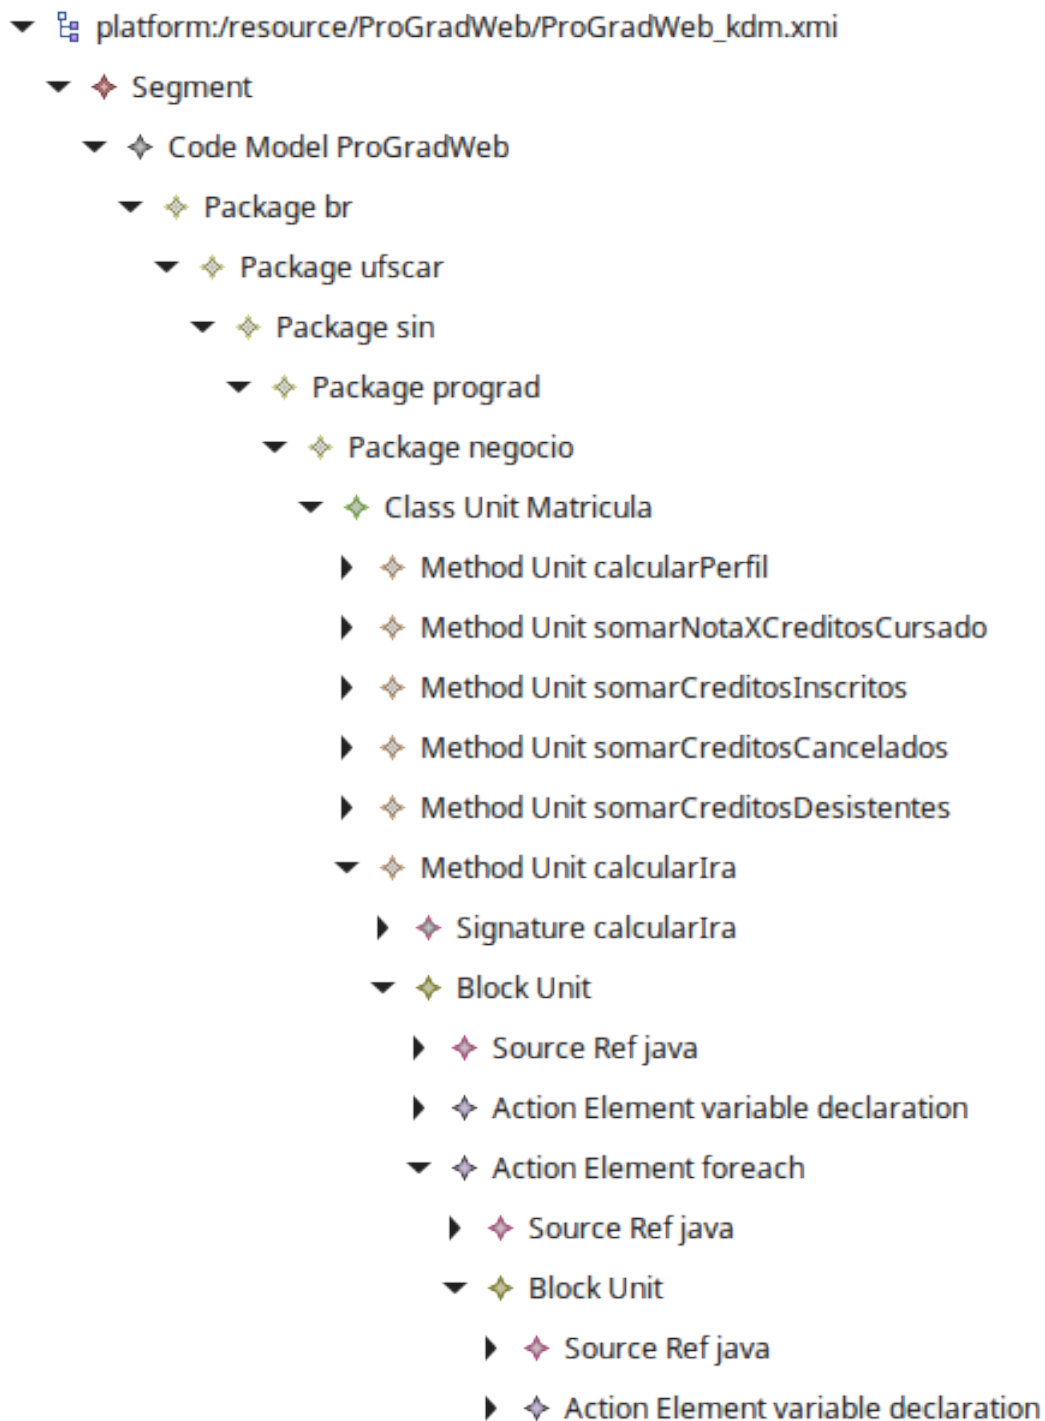 platform:/resource/ProGradWeb/ProGradWeb_kdm.xmi
Segment
Code Model ProGradWeb
Package br
Package ufscar
Package sin
Package prograd
Package negocio
Class Unit Matricula
Method Unit calcularPerfil
Method Unit somarNotaXCreditosCursado
Method Unit somarCreditosInscritos
Method Unit somarCreditosCancelados
Method Unit somarCreditosDesistentes
Method Unit calcularIra
Signature calcularIra
Block Unit
Source Ref java
Action Element variable declaration
Action Element foreach
Source Ref java
Block Unit
Source Ref java
Action Element variable declaration